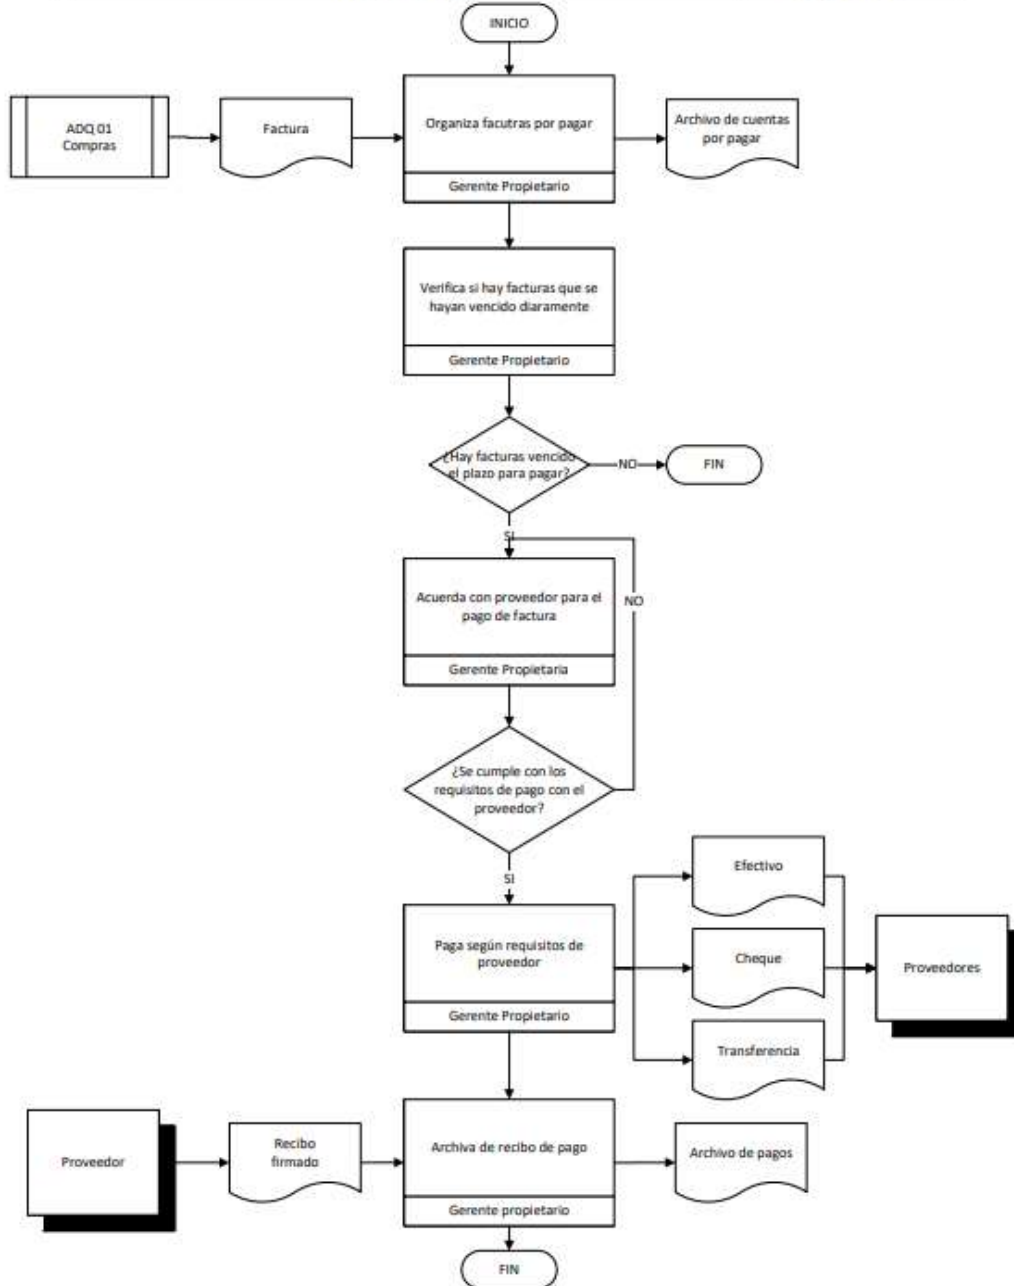 INICIO
ADQ 01
Compras
Factura
Organiza facutras por pagar
Gerente Propietario
Archivo de cuentas
por pagar
Verifica si hay facturas que se
hayan vencido diaramente
Gerente Propietario
¿Hay facturas vencido
el plazo para pagar?
NO
FIN
SI
Acuerda con proveedor para el
pago de factura
Gerente Propietaria
NO
¿Se cumple con los
requisitos de pago con el
proveedor?
SI
Paga según requisitos de
proveedor
Gerente Propietario
Efectivo
Cheque
Transferencia
Proveedores
Proveedor
Recibo
firmado
Archiva de recibo de pago
Gerente propietario
Archivo de pagos
FIN